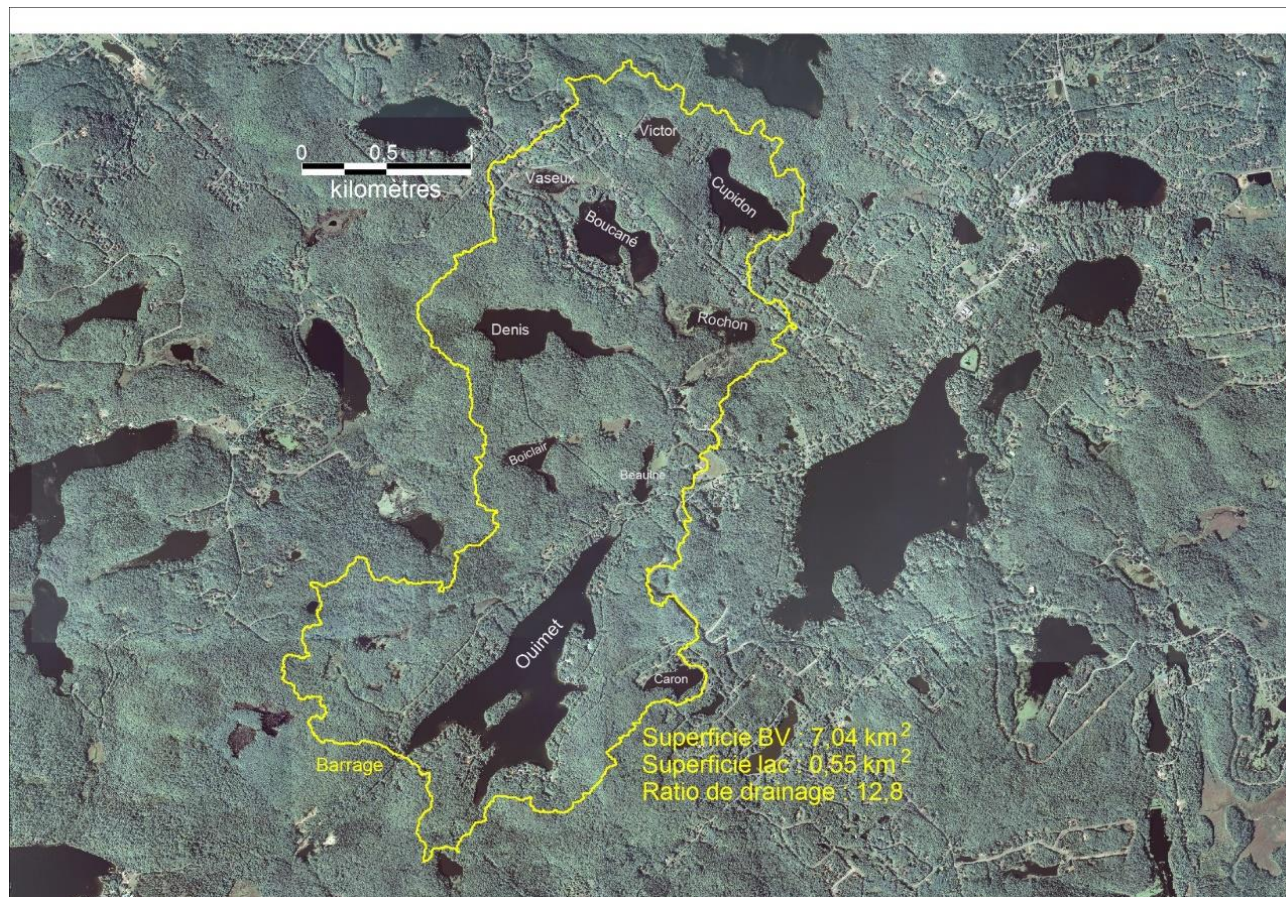 Victor
0 0,5 1
kilomètres
Vaseux
Cupidon
Boucané
Rochon
Denis
Boiclair
Beaulne
Ouimet
Caron
Superficie BV : 7,04 km²
Superficie lac : 0,55 km²
Ratio de drainage : 12,8
Barrage